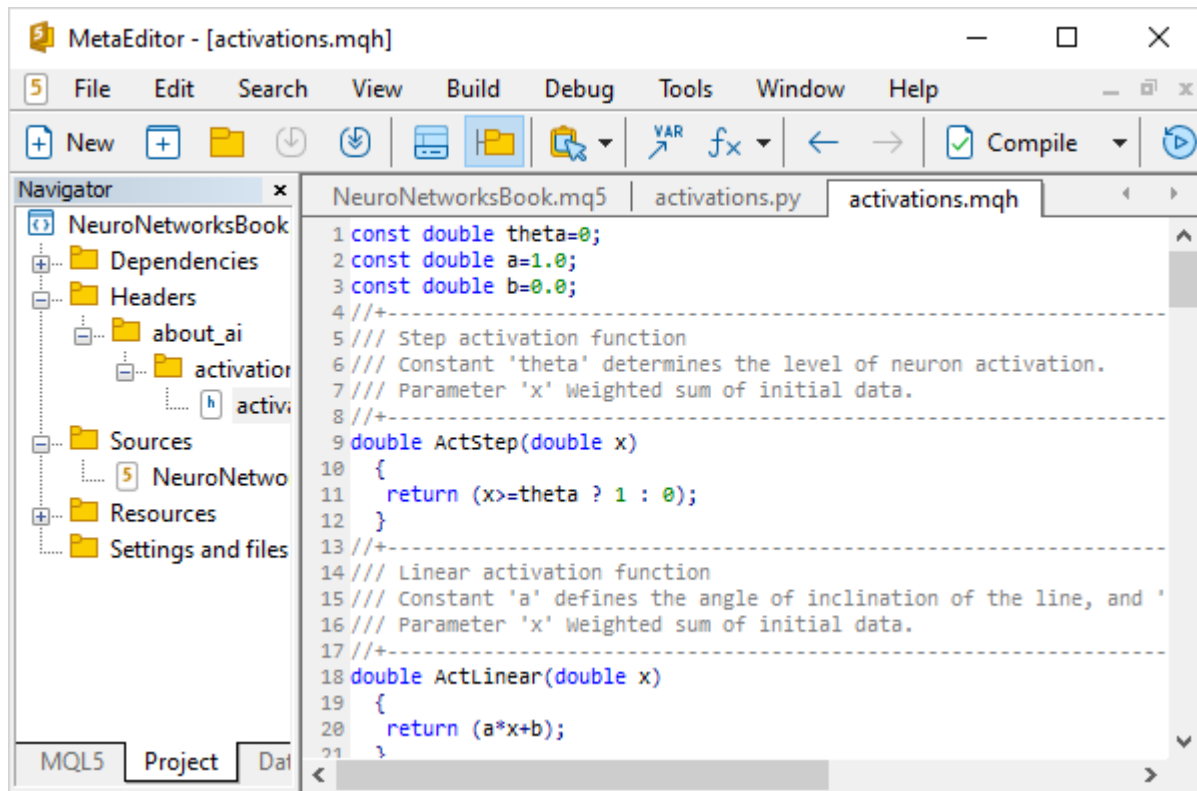 MetaEditor - [activations.mqh]
5 File Edit Search View Build Debug Tools Window Help
New VAR fx Compile
Navigator
NeuroNetworksBook
Dependencies
Headers
about_ai
activation
h activa
Sources
5 NeuroNetwo
Resources
Settings and files
MQL5 Project Dat
NeuroNetworksBook.mq5 activations.py activations.mqh
1 const double theta=0;
2 const double a=1.0;
3 const double b=0.0;
4 //+------------------------------------------------------------------
5 /// Step activation function
6 /// Constant 'theta' determines the level of neuron activation.
7 /// Parameter 'x' Weighted sum of initial data.
8 //+------------------------------------------------------------------
9 double ActStep(double x)
10 {
11 return (x>=theta ? 1 : 0);
12 }
13 //+------------------------------------------------------------------
14 /// Linear activation function
15 /// Constant 'a' defines the angle of inclination of the line, and '
16 /// Parameter 'x' Weighted sum of initial data.
17 //+------------------------------------------------------------------
18 double ActLinear(double x)
19 {
20 return (a*x+b);
21 }